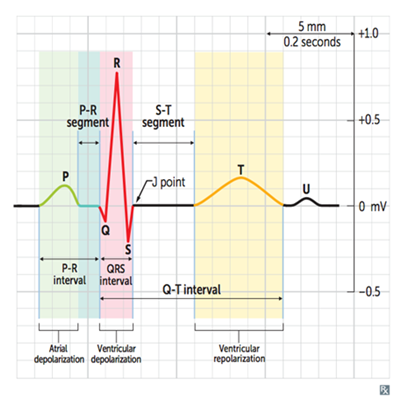 5 mm
0.2 seconds
+1.0
R
P-R
segment
S-T
segment
+0.5
P
J point
T
U
0 mV
Q
S
P-R
interval
QRS
interval
Q-T interval
-0.5
Atrial
depolarization
Ventricular
depolarization
Ventricular
repolarization